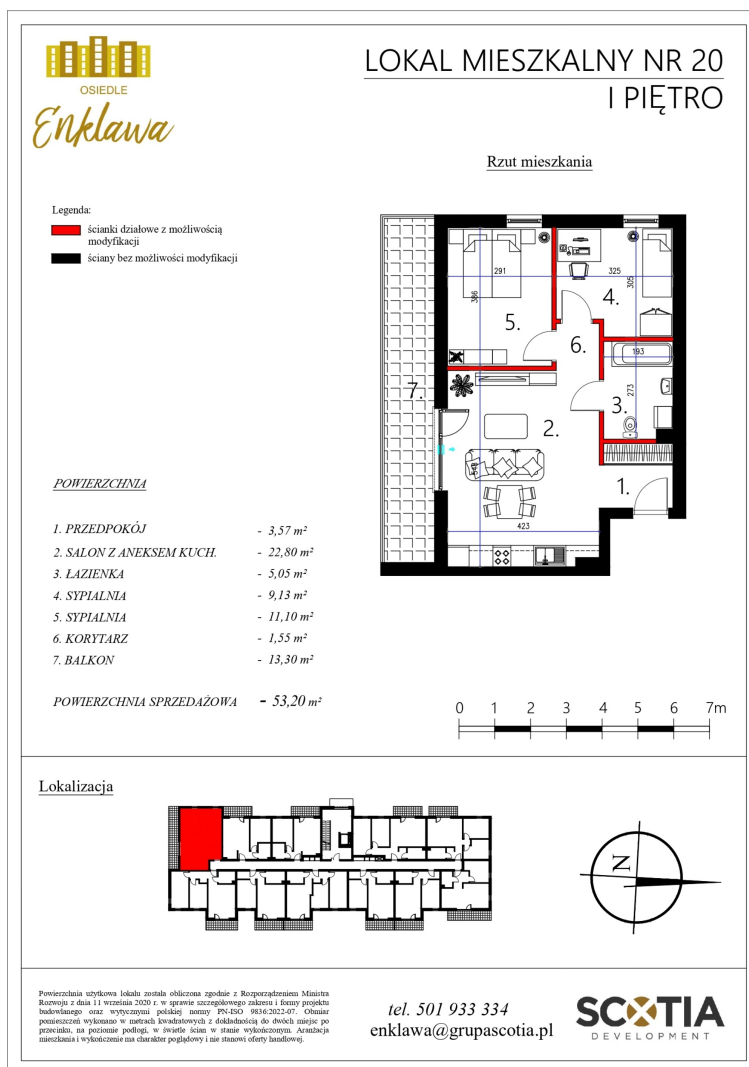 OSIEDLE
Enklawa
LOKAL MIESZKALNY NR 20
I PIĘTRO
Rzut mieszkania
Legenda:
ścianki działowe z możliwością
modyfikacji
ściany bez możliwości modyfikacji
291
325
386
305
4.
5.
6.
193
7.
273
3.
2.
1.
423
POWIERZCHNIA
1. PRZEDPOKÓJ - 3,57 m²
2. SALON Z ANEKSEM KUCH. - 22,80 m²
3. ŁAZIENKA - 5,05 m²
4. SYPIALNIA - 9,13 m²
5. SYPIALNIA - 11,10 m²
6. KORYTARZ - 1,55 m²
7. BALKON - 13,30 m²
POWIERZCHNIA SPRZEDAŻOWA - 53,20 m²
0 1 2 3 4 5 6 7m
Lokalizacja
N
Powierzchnia użytkowa lokalu została obliczona zgodnie z Rozporządzeniem Ministra
Rozwoju z dnia 11 września 2020 r. w sprawie szczegółowego zakresu i formy projektu
budowlanego oraz wytycznymi polskiej normy PN-ISO 9836:2022-07. Obmiar
pomieszczeń wykonano w metrach kwadratowych z dokładnością do dwóch miejsc po
przecinku, na poziomie podłogi, w świetle ścian w stanie wykończonym. Aranżacja
mieszkania i wykończenie ma charakter poglądowy i nie stanowi oferty handlowej.
tel. 501 933 334
enklawa@grupascotia.pl
SCOTIA
DEVELOPMENT